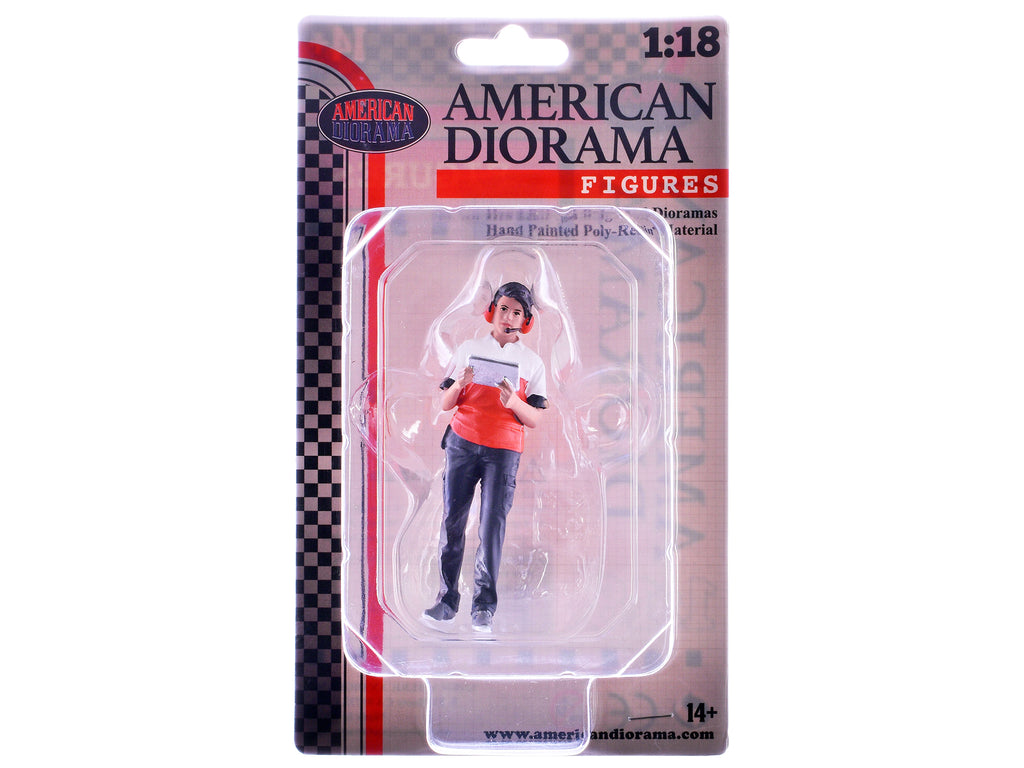 1:18
AMERICAN
DIORAMA
AMERICAN
DIORAMA
FIGURES
Dioramas
Hand Painted Poly-Resin Material
14+
www.americandiorama.com